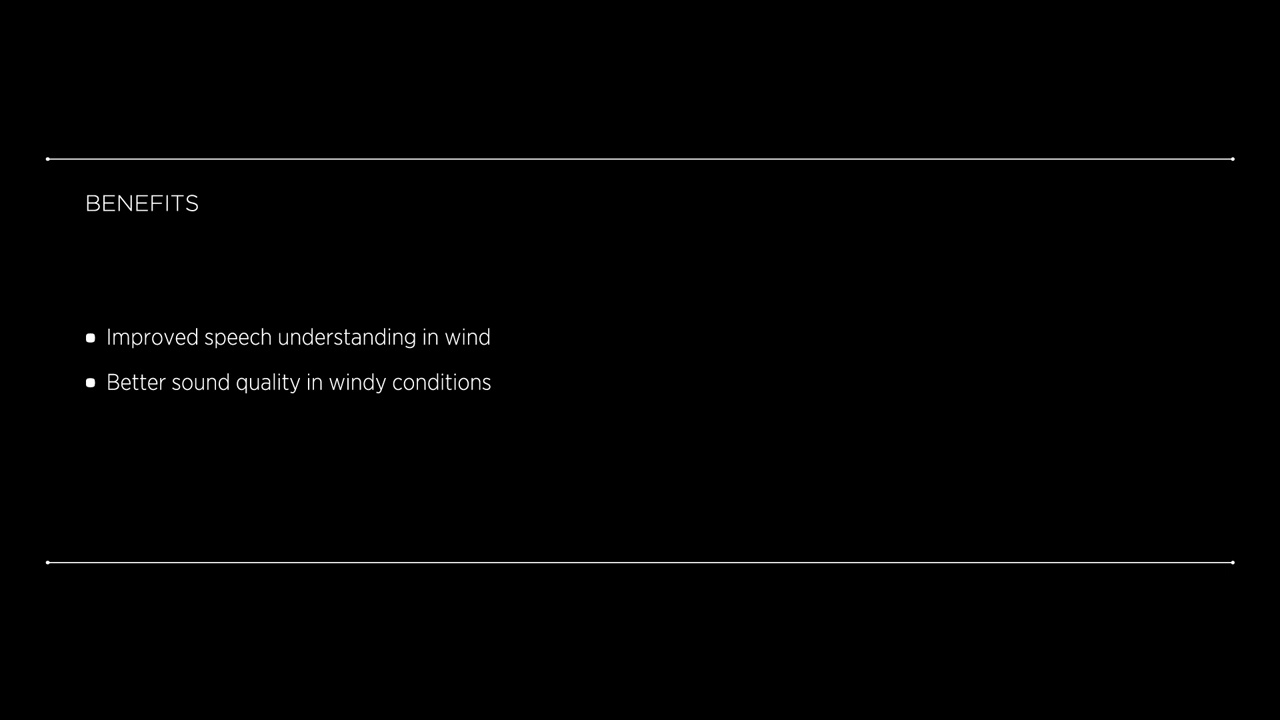 BENEFITS
• Improved speech understanding in wind
• Better sound quality in windy conditions